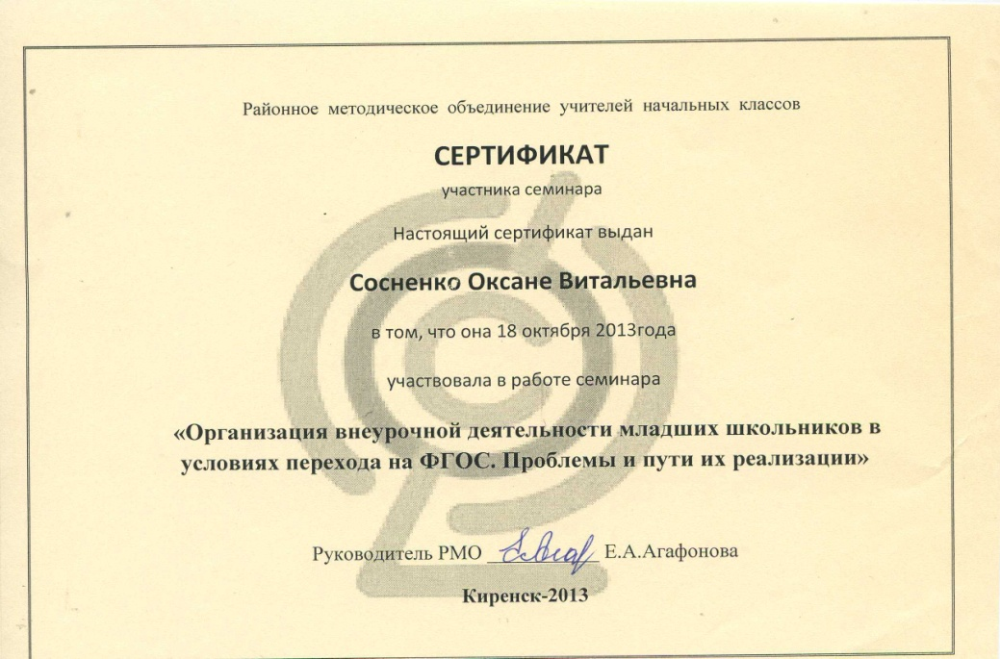 Районное методическое объединение учителей начальных классов
СЕРТИФИКАТ
участника семинара
Настоящий сертификат выдан
Сосненко Оксане Витальевна
в том, что она 18 октября 2013года
участвовала в работе семинара
«Организация внеурочной деятельности младших школьников в
условиях перехода на ФГОС. Проблемы и пути их реализации»
Руководитель РМО __________ Е.А.Агафонова
Киренск-2013